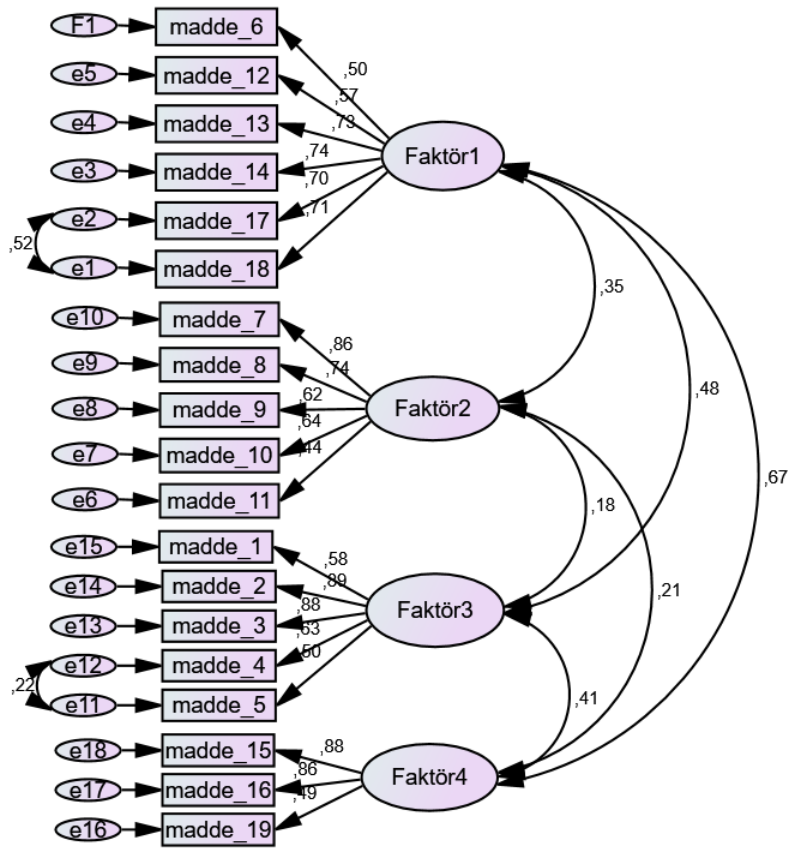 F1 madde_6
,50
e5 madde_12
,57
e4 madde_13
,73
Faktör1
e3 madde_14
,74
,70
e2 madde_17
,71
,52
e1 madde_18
,35
e10 madde_7
,86
e9 madde_8
,74
,48
e8 madde_9
,62
Faktör2
,64
e7 madde_10
,44
,67
e6 madde_11
,18
e15 madde_1
,58
e14 madde_2
,89
,21
e13 madde_3
,88
Faktör3
,63
e12 madde_4
,50
,22
e11 madde_5
,41
e18 madde_15
,88
e17 madde_16
,86
Faktör4
,49
e16 madde_19